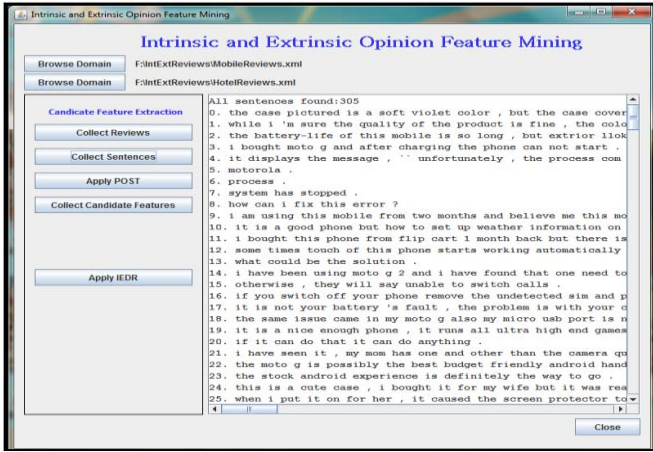 Intrinsic and Extrinsic Opinion Feature Mining
Intrinsic and Extrinsic Opinion Feature Mining
Browse Domain F:\IntExtReviews\MobileReviews.xml
Browse Domain F:\IntExtReviews\HotelReviews.xml
Candicate Feature Extraction
Collect Reviews
Collect Sentences
Apply POST
Collect Candidate Features
Apply IEDR
All sentences found:305
0. the case pictured is a soft violet color , but the case cover
1. while i 'm sure the quality of the product is fine , the colo
2. the battery-life of this mobile is so long , but extrior llok
3. i bought moto g and after charging the phone can not start .
4. it displays the message , `` unfortunately , the process com
5. motorola .
6. process .
7. system has stopped .
8. how can i fix this error ?
9. i am using this mobile from two months and believe me this mo
10. it is a good phone but how to set up weather information on
11. i bought this phone from flip cart 1 month back but there is
12. some times touch of this phone starts working automatically
13. what could be the solution .
14. i have been using moto g 2 and i have found that one need to
15. otherwise , they will say unable to switch calls .
16. if you switch off your phone remove the undetected sim and p
17. it is not your battery 's fault , the problem is with your c
18. the same issue came in my moto g also my micro usb port is n
19. it is a nice enough phone , it runs all ultra high end games
20. if it can do that it can do anything .
21. i have seen it , my mom has one and other than the camera qu
22. the moto g is possibly the best budget friendly android hand
23. the stock android experience is definitely the way to go .
24. this is a cute case , i bought it for my wife but it was rea
25. when i put it on for her , it caused the screen protector to
Close